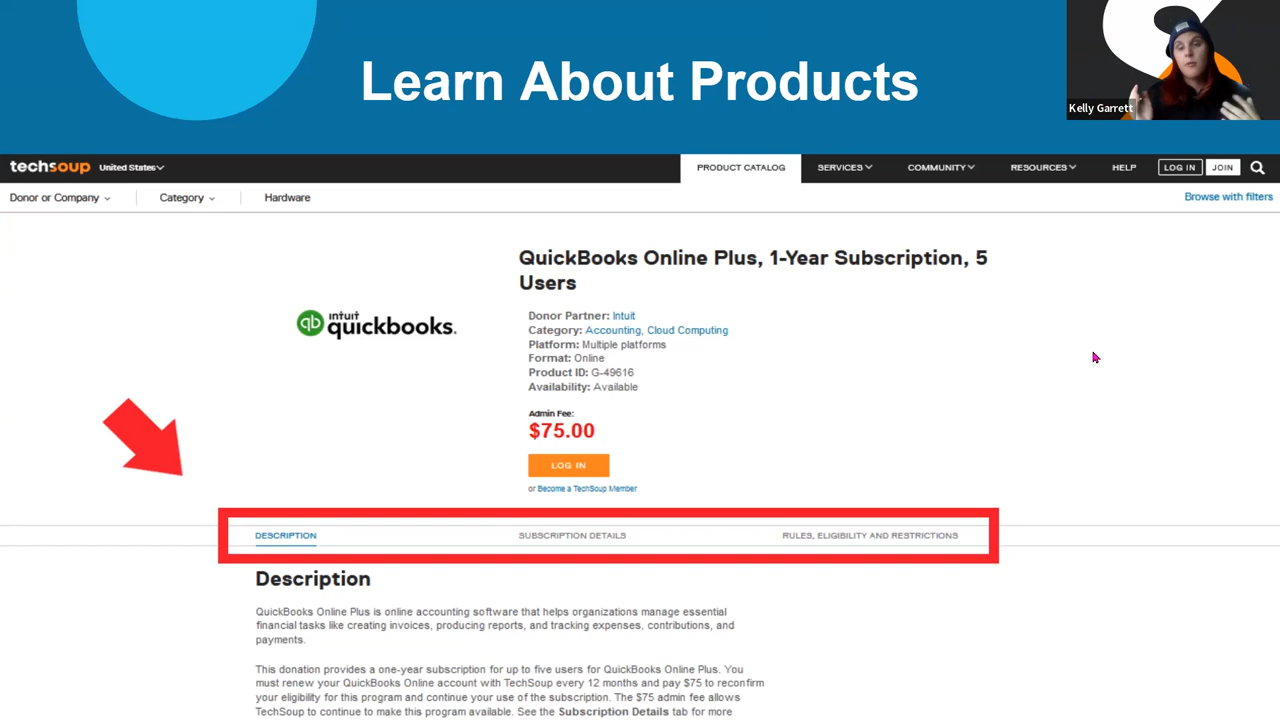 Learn About Products
Kelly Garrett
techsoup United States
PRODUCT CATALOG SERVICES COMMUNITY RESOURCES HELP LOG IN JOIN
Donor or Company Category Hardware Browse with filters
QuickBooks Online Plus, 1-Year Subscription, 5
Users
qb intuit quickbooks.
Donor Partner: Intuit
Category: Accounting, Cloud Computing
Platform: Multiple platforms
Format: Online
Product ID: G-49616
Availability: Available
Admin Fee:
$75.00
LOG IN
or Become a TechSoup Member
DESCRIPTION SUBSCRIPTION DETAILS RULES, ELIGIBILITY AND RESTRICTIONS
Description
QuickBooks Online Plus is online accounting software that helps organizations manage essential
financial tasks like creating invoices, producing reports, and tracking expenses, contributions, and
payments.
This donation provides a one-year subscription for up to five users for QuickBooks Online Plus. You
must renew your QuickBooks Online account with TechSoup every 12 months and pay $75 to reconfirm
your eligibility for this program and continue your use of the subscription. The $75 admin fee allows
TechSoup to continue to make this program available. See the Subscription Details tab for more